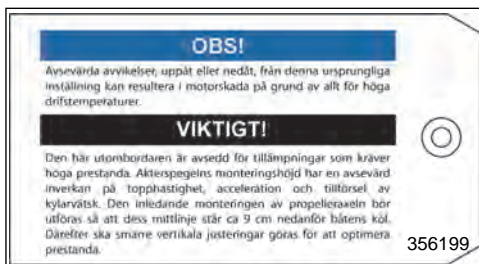 OBS!
Avsevärda avvikelser, uppåt eller nedåt, från denna ursprungliga
inställning kan resultera i motorskada på grund av allt för höga
drifstemperaturer.
VIKTIGT!
Den här utombordaren är avsedd för tillämpningar som kräver
höga prestanda. Akterspegelns monteringshöjd har en avsevärd
inverkan på topphastighet, acceleration och tillförsel av
kylarvätsk. Den inledande monteringen av propelleraxeln bör
utföras så att dess mittlinje står ca 9 cm nedanför båtens köl.
Därefter ska smärre vertikala justeringar göras för att optimera
prestanda.
356199